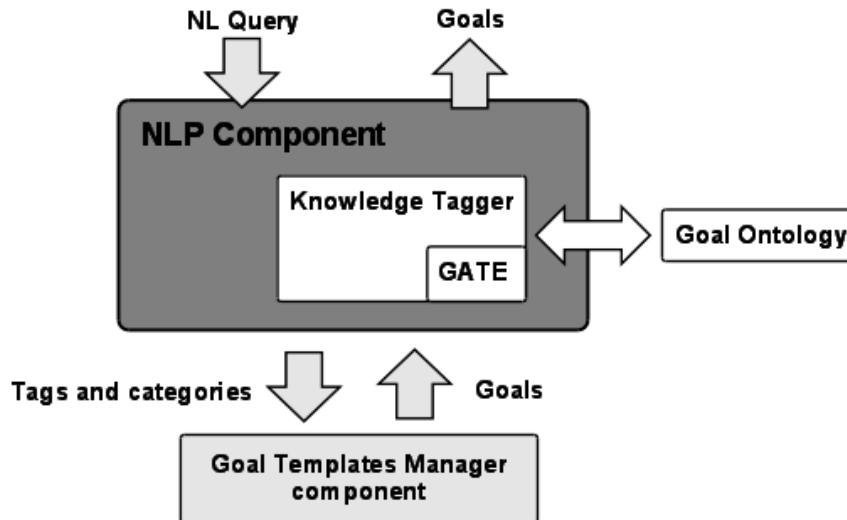 NL Query
Goals
NLP Component
Knowledge Tagger
GATE
Goal Ontology
Tags and categories
Goals
Goal Templates Manager
component